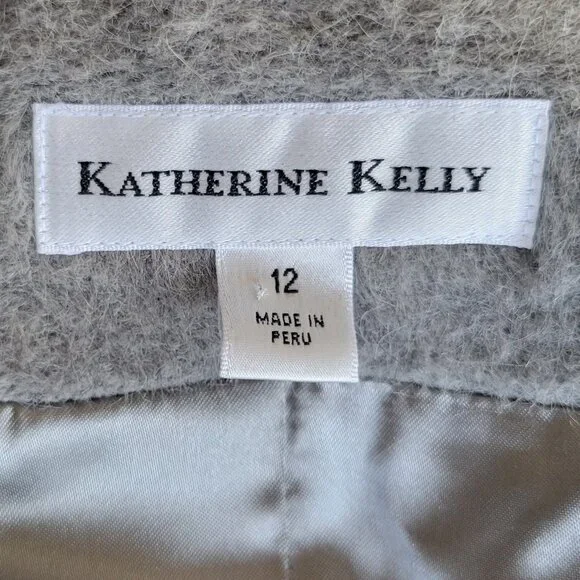 KATHERINE KELLY
12
MADE IN
PERU